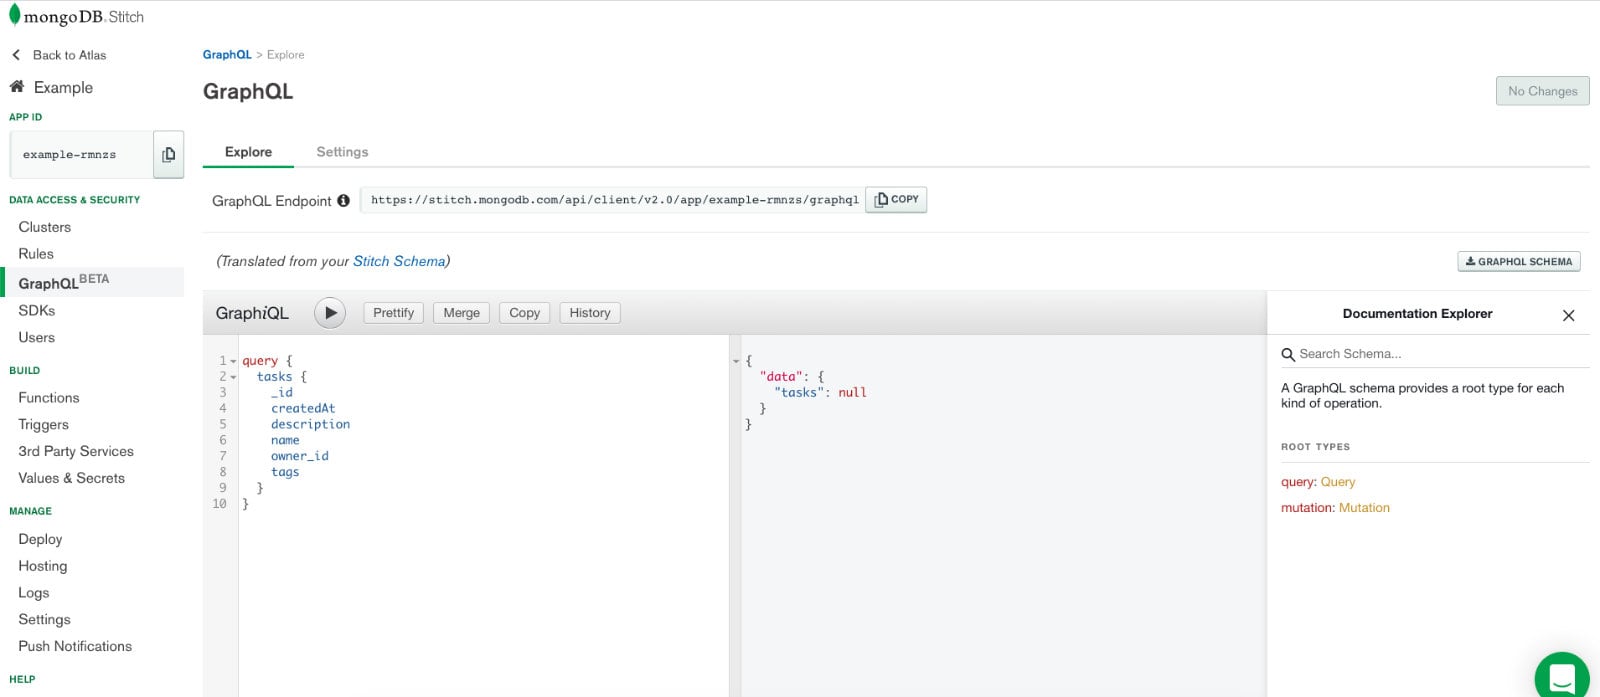 mongoDB. Stitch
Back to Atlas
Example
APP ID
example-rmnzs
DATA ACCESS & SECURITY
Clusters
Rules
GraphQL BETA
SDKs
Users
BUILD
Functions
Triggers
3rd Party Services
Values & Secrets
MANAGE
Deploy
Hosting
Logs
Settings
Push Notifications
HELP
GraphQL > Explore
GraphQL
No Changes
Explore Settings
GraphQL Endpoint https://stitch.mongodb.com/api/client/v2.0/app/example-rmnzs/graphql COPY
(Translated from your Stitch Schema)
GRAPHQL SCHEMA
GraphiQL Prettify Merge Copy History
1 query {
2 tasks {
3 _id
4 createdAt
5 description
6 name
7 owner_id
8 tags
9 }
10 }
{
"data": {
"tasks": null
}
}
Documentation Explorer
Search Schema...
A GraphQL schema provides a root type for each
kind of operation.
ROOT TYPES
query: Query
mutation: Mutation